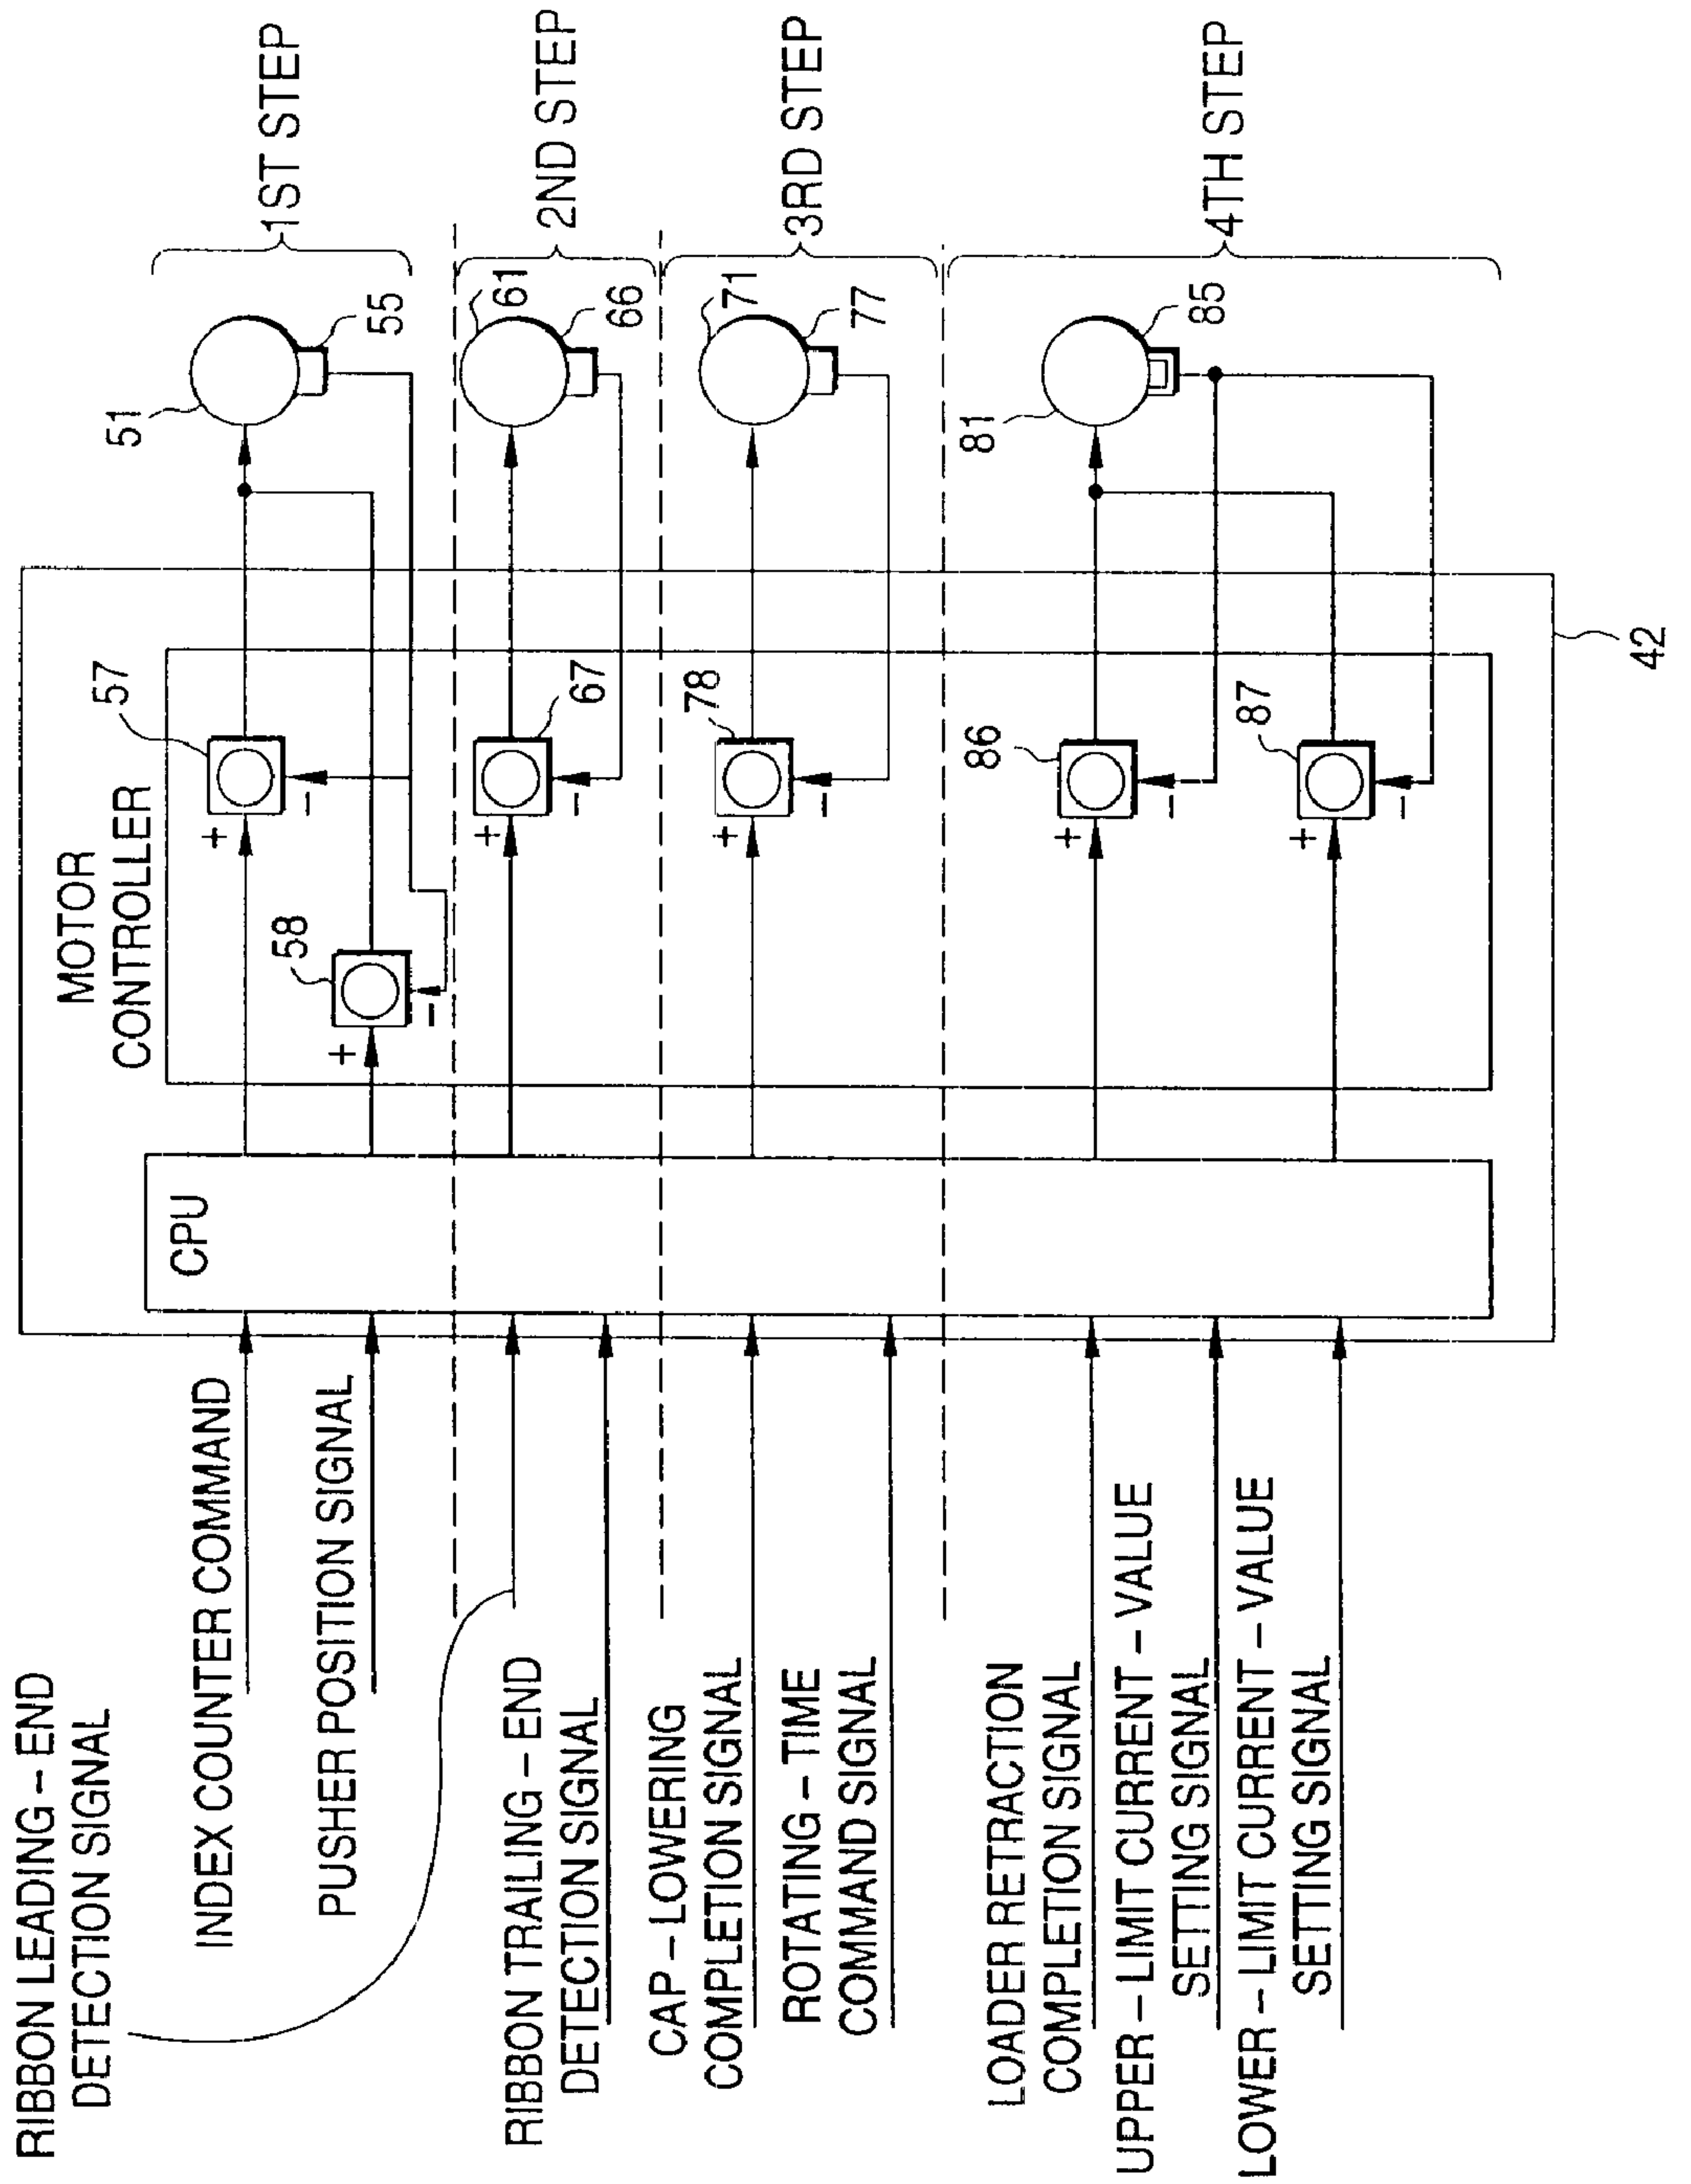 RIBBON LEADING – END
DETECTION SIGNAL
INDEX COUNTER COMMAND
PUSHER POSITION SIGNAL
RIBBON TRAILING – END
DETECTION SIGNAL
CAP – LOWERING
COMPLETION SIGNAL
ROTATING – TIME
COMMAND SIGNAL
LOADER RETRACTION
COMPLETION SIGNAL
UPPER – LIMIT CURRENT – VALUE
SETTING SIGNAL
LOWER – LIMIT CURRENT – VALUE
SETTING SIGNAL
CPU
MOTOR
CONTROLLER
57
+
–
58
+
–
67
+
–
78
+
–
86
+
–
87
+
–
42
51
55
61
66
71
77
81
85
1ST STEP
2ND STEP
3RD STEP
4TH STEP